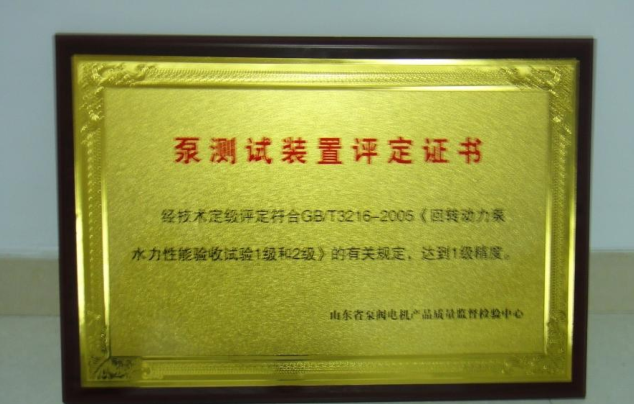 泵测试装置评定证书
经技术定级评定符合GB/T3216-2005《回转动力泵
水力性能验收试验1级和2级》的有关规定，达到1级精度。
山东省泵阀电机产品质量监督检验中心